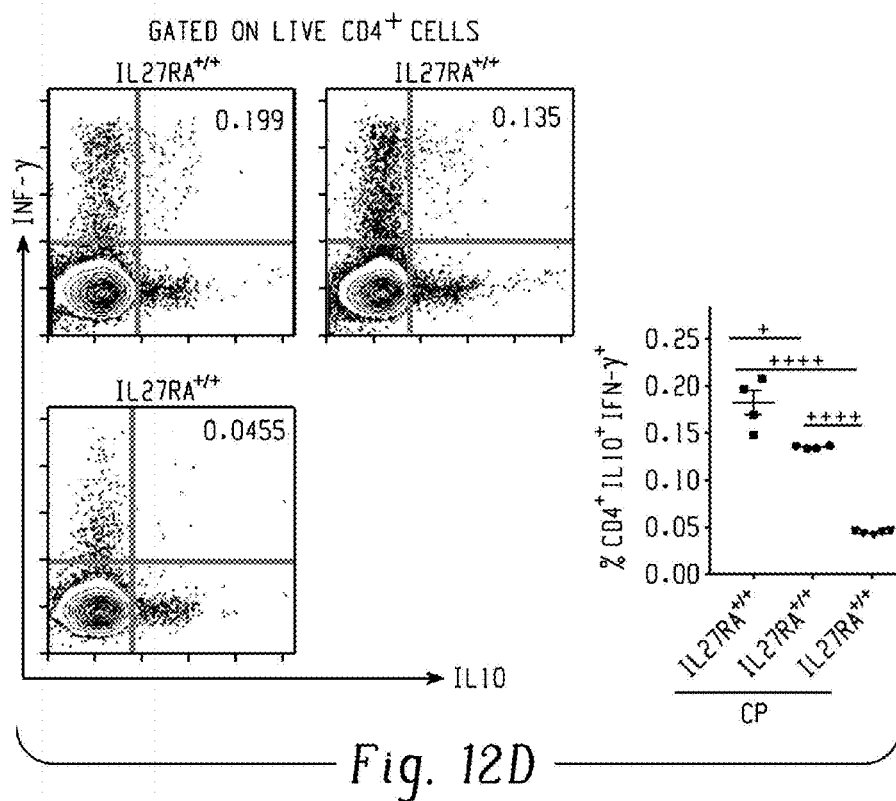 GATED ON LIVE CD4⁺ CELLS
IL27RA⁺/⁺
IL27RA⁺/⁺
0.199
0.135
INF-γ
IL27RA⁺/⁺
0.0455
IL10
% CD4⁺IL10⁺IFN-γ⁺
0.25
0.20
0.15
0.10
0.05
0.00
+
++++
++++
IL27RA⁺/⁺
IL27RA⁺/⁺
IL27RA⁺/⁺
CP
Fig. 12D